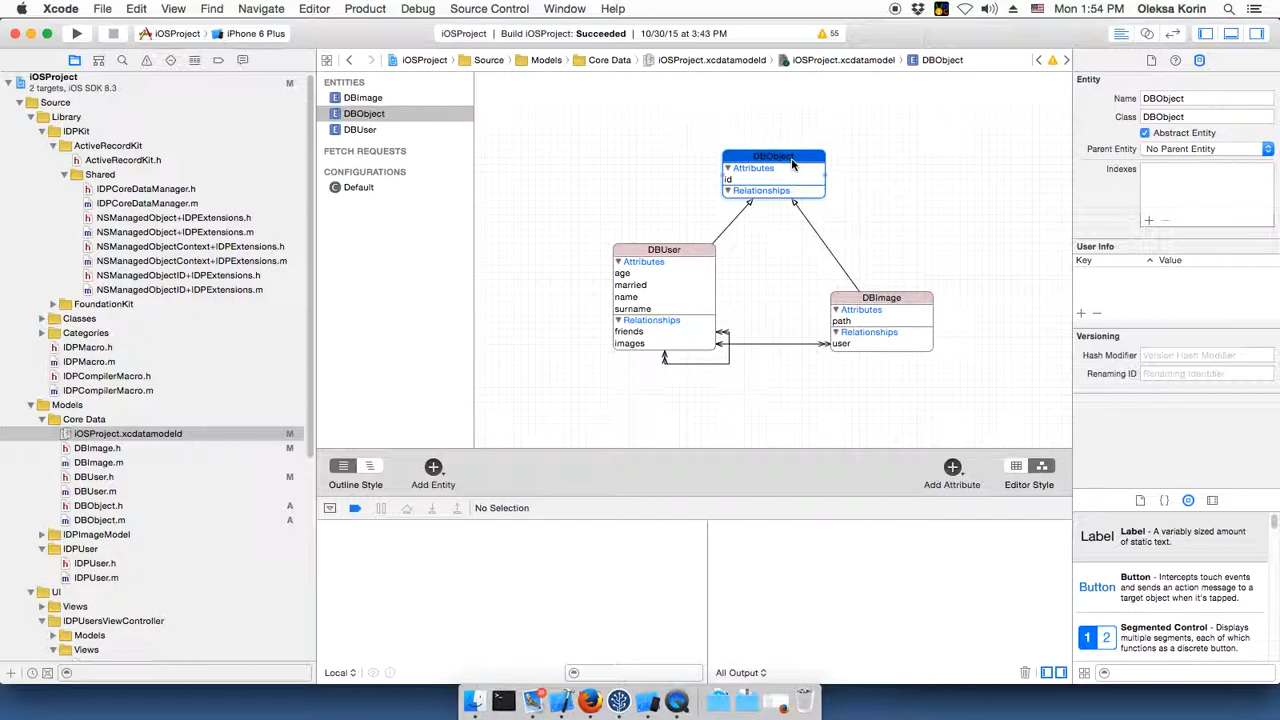 Xcode File Edit View Find Navigate Editor Product Debug Source Control Window Help Mon 1:54 PM Oleksa Korin
iOSProject iPhone 6 Plus iOSProject Build iOSProject: Succeeded 10/30/15 at 3:43 PM 55
iOSProject Source Models Core Data iOSProject.xcdatamodeld iOSProject.xcdatamodel DBObject
iOSProject M
2 targets, iOS SDK 8.3
Source
Library
IDPKit
ActiveRecordKit
ActiveRecordKit.h
Shared
IDPCoreDataManager.h
IDPCoreDataManager.m
NSManagedObject+IDPExtensions.h
NSManagedObject+IDPExtensions.m
NSManagedObjectContext+IDPExtensions.h
NSManagedObjectContext+IDPExtensions.m
NSManagedObjectID+IDPExtensions.h
NSManagedObjectID+IDPExtensions.m
FoundationKit
Classes
Categories
IDPMacro.h
IDPMacro.m
IDPCompilerMacro.h
IDPCompilerMacro.m
Models
Core Data
iOSProject.xcdatamodeld M
DBImage.h M
DBImage.m
DBUser.h M
DBUser.m
DBObject.h A
DBObject.m A
IDPImageModel
IDPUser
IDPUser.h
IDPUser.m
UI
Views
IDPUsersViewController
Models
Views
ENTITIES
E DBImage
E DBObject
E DBUser
FETCH REQUESTS
CONFIGURATIONS
C Default
DBObject
Attributes
id
Relationships
DBUser
Attributes
age
married
name
surname
Relationships
friends
images
DBImage
Attributes
path
Relationships
user
Outline Style Add Entity Add Attribute Editor Style
No Selection
Local All Output
Entity
Name DBObject
Class DBObject
Abstract Entity
Parent Entity No Parent Entity
Indexes
User Info
Key Value
Versioning
Hash Modifier Version Hash Modifier
Renaming ID Renaming Identifier
Label Label - A variably sized amount
of static text.
Button Button - Intercepts touch events
and sends an action message to a
target object when it's tapped.
1 2 Segmented Control - Displays
multiple segments, each of which
functions as a discrete button.